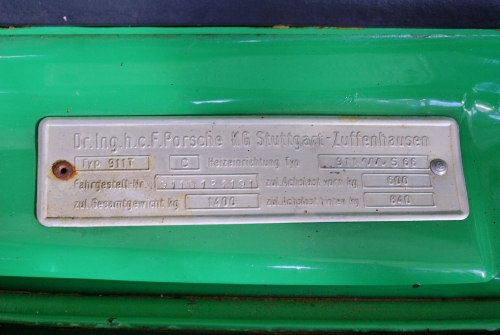 Dr.Ing.h.c.F.Porsche KG Stuttgart-Zuffenhausen
Typ 911T C Heizeinrichtung Typ
Fahrgestell-Nr. zul.Achslast vorn kg 600
zul.Gesamtgewicht kg 1400 zul.Achslast hinten kg 840